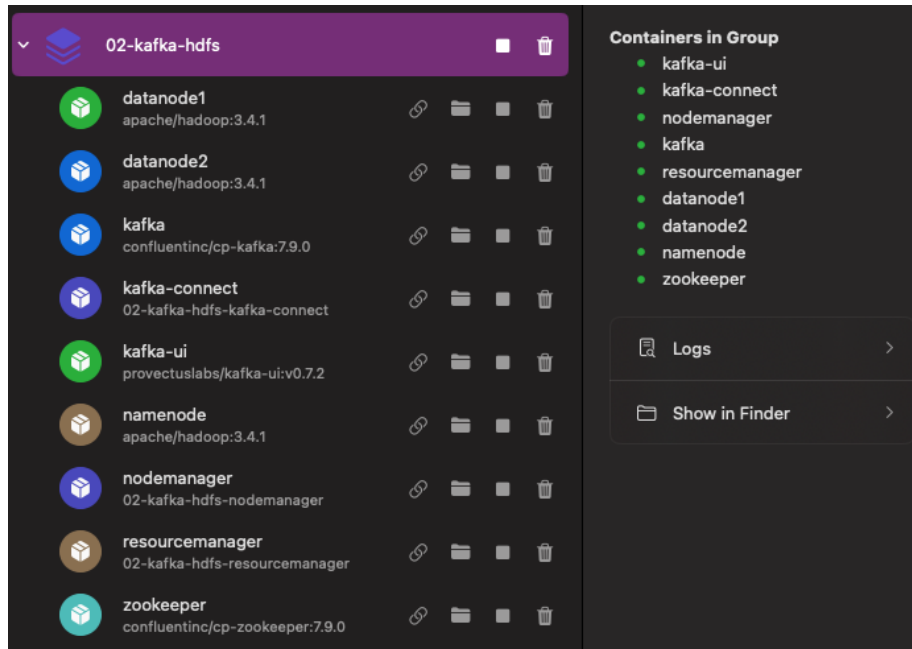 02-kafka-hdfs
datanode1
apache/hadoop:3.4.1
datanode2
apache/hadoop:3.4.1
kafka
confluentinc/cp-kafka:7.9.0
kafka-connect
02-kafka-hdfs-kafka-connect
kafka-ui
provectuslabs/kafka-ui:v0.7.2
namenode
apache/hadoop:3.4.1
nodemanager
02-kafka-hdfs-nodemanager
resourcemanager
02-kafka-hdfs-resourcemanager
zookeeper
confluentinc/cp-zookeeper:7.9.0
Containers in Group
kafka-ui
kafka-connect
nodemanager
kafka
resourcemanager
datanode1
datanode2
namenode
zookeeper
Logs
Show in Finder